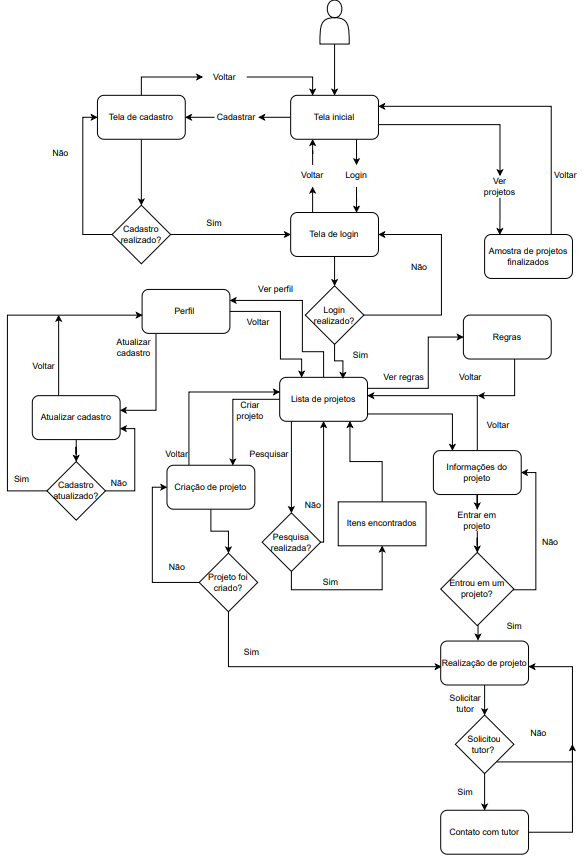 Voltar
Tela de cadastro
Cadastrar
Tela inicial
Não
Voltar
Login
Ver
projetos
Voltar
Cadastro
realizado?
Sim
Tela de login
Amostra de projetos
finalizados
Não
Ver perfil
Perfil
Voltar
Login
realizado?
Regras
Atualizar
cadastro
Sim
Voltar
Ver regras
Voltar
Lista de projetos
Atualizar cadastro
Criar
projeto
Voltar
Voltar
Pesquisar
Informações do
projeto
Sim
Cadastro
atualizado?
Não
Criação de projeto
Não
Itens encontrados
Entrar em
projeto
Pesquisa
realizada?
Não
Não
Projeto foi
criado?
Sim
Entrou em um
projeto?
Sim
Sim
Realização de projeto
Solicitar
tutor
Solicitou
tutor?
Não
Sim
Contato com tutor